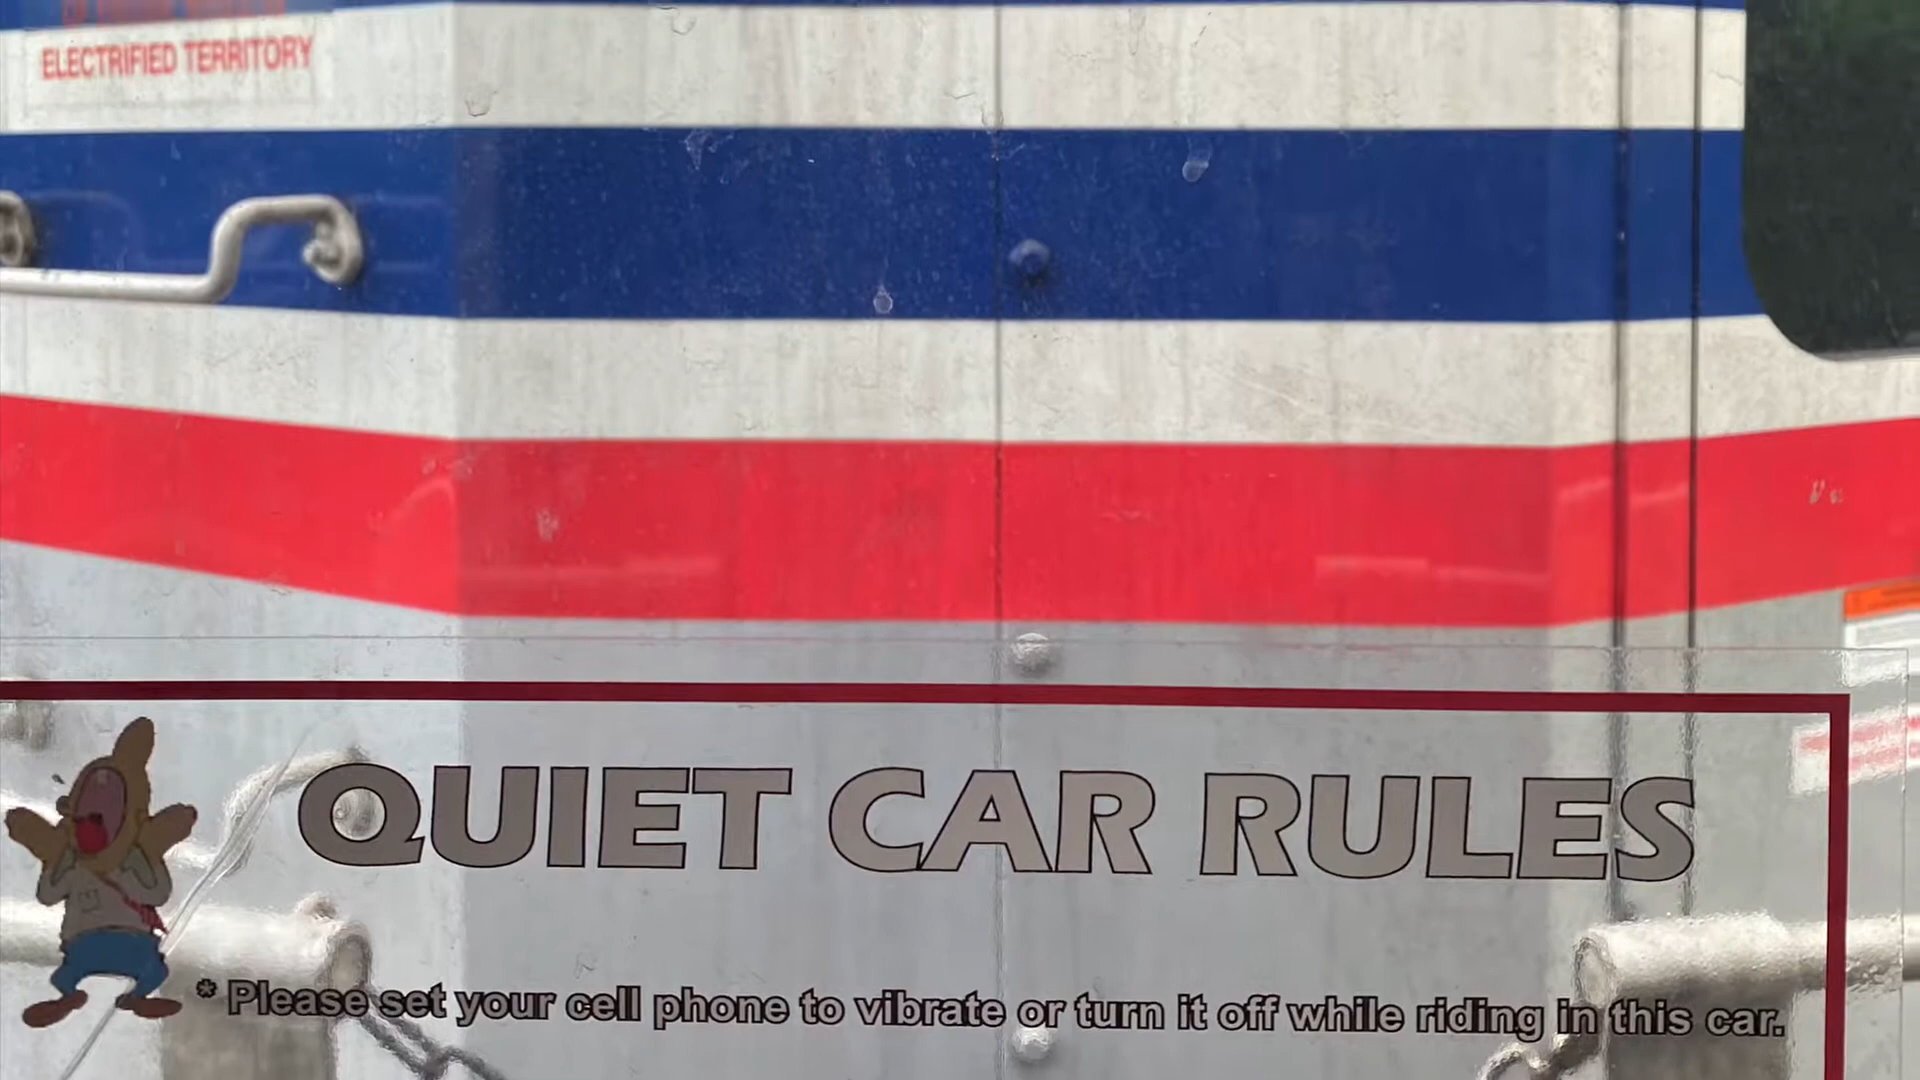 ELECTRIFIED TERRITORY
QUIET CAR RULES
* Please set your cell phone to vibrate or turn it off while riding in this car.